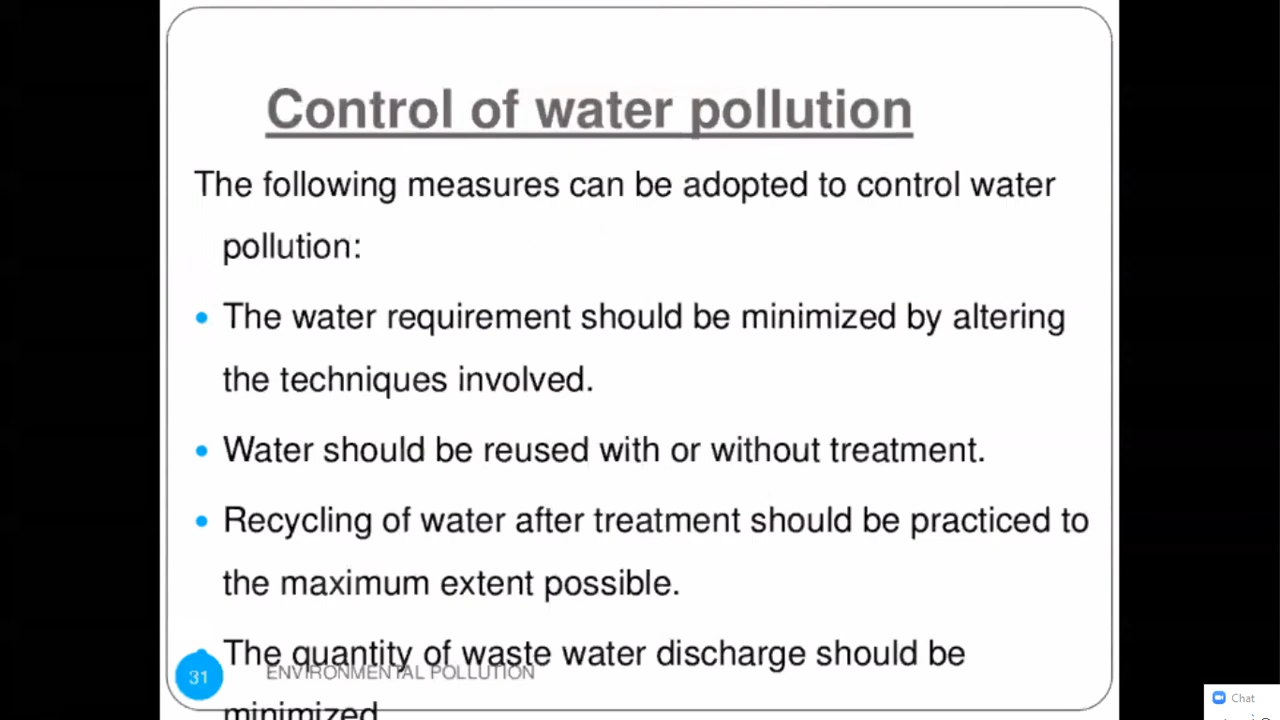 Control of water pollution
The following measures can be adopted to control water
pollution:
• The water requirement should be minimized by altering
the techniques involved.
• Water should be reused with or without treatment.
• Recycling of water after treatment should be practiced to
the maximum extent possible.
• The quantity of waste water discharge should be
minimized
31 ENVIRONMENTAL POLLUTION
Chat